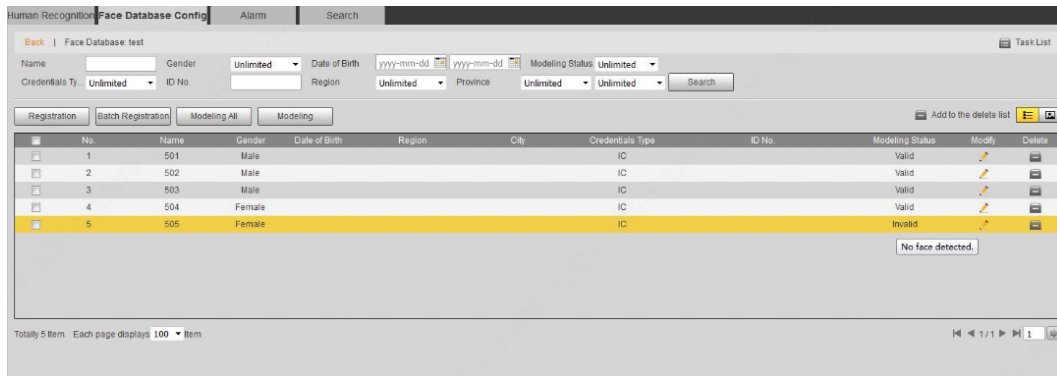 Human Recognition Face Database Config Alarm Search
Back | Face Database: test Task List
Name Gender Unlimited Date of Birth yyyy-mm-dd yyyy-mm-dd Modeling Status Unlimited
Credentials Ty... Unlimited ID No. Region Unlimited Province Unlimited Unlimited Search
Registration Batch Registration Modeling All Modeling Add to the delete list
No. Name Gender Date of Birth Region City Credentials Type ID No. Modeling Status Modify Delete
1 501 Male IC Valid
2 502 Male IC Valid
3 503 Male IC Valid
4 504 Female IC Valid
5 505 Female IC Invalid
No face detected.
Totally 5 Item Each page displays 100 Item 1/1 1